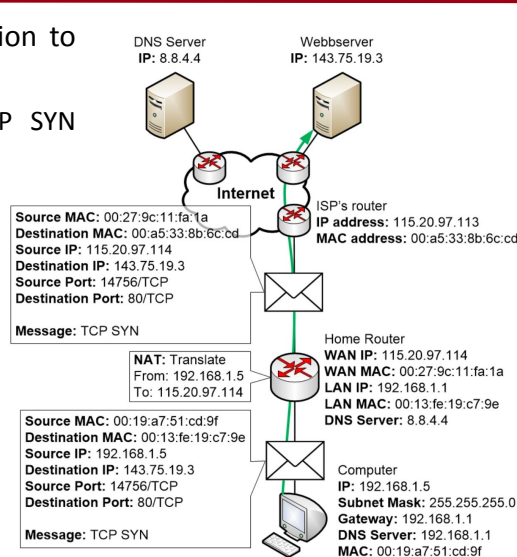 ion to
P SYN
DNS Server
IP: 8.8.4.4
Webbserver
IP: 143.75.19.3
Internet
ISP's router
IP address: 115.20.97.113
MAC address: 00:a5:33:8b:6c:cd
Source MAC: 00:27:9c:11:fa:1a
Destination MAC: 00:a5:33:8b:6c:cd
Source IP: 115.20.97.114
Destination IP: 143.75.19.3
Source Port: 14756/TCP
Destination Port: 80/TCP
Message: TCP SYN
Home Router
WAN IP: 115.20.97.114
WAN MAC: 00:27:9c:11:fa:1a
LAN IP: 192.168.1.1
LAN MAC: 00:13:fe:19:c7:9e
DNS Server: 8.8.4.4
NAT: Translate
From: 192.168.1.5
To: 115.20.97.114
Source MAC: 00:19:a7:51:cd:9f
Destination MAC: 00:13:fe:19:c7:9e
Source IP: 192.168.1.5
Destination IP: 143.75.19.3
Source Port: 14756/TCP
Destination Port: 80/TCP
Message: TCP SYN
Computer
IP: 192.168.1.5
Subnet Mask: 255.255.255.0
Gateway: 192.168.1.1
DNS Server: 192.168.1.1
MAC: 00:19:a7:51:cd:9f